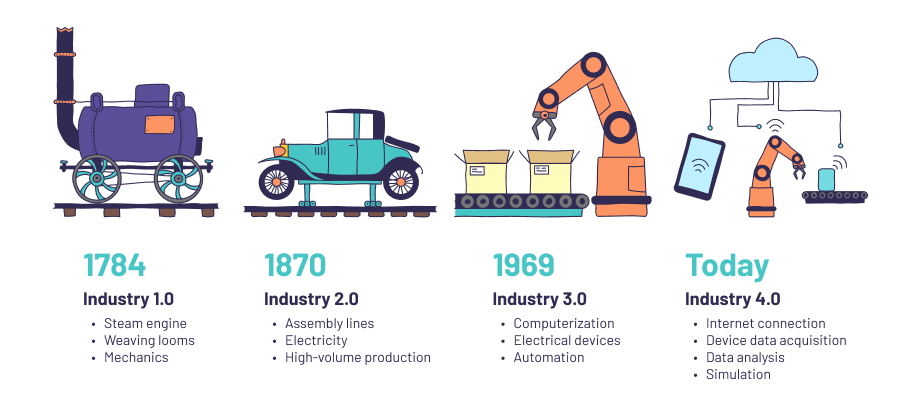 1784
Industry 1.0
• Steam engine
• Weaving looms
• Mechanics
1870
Industry 2.0
• Assembly lines
• Electricity
• High-volume production
1969
Industry 3.0
• Computerization
• Electrical devices
• Automation
Today
Industry 4.0
• Internet connection
• Device data acquisition
• Data analysis
• Simulation